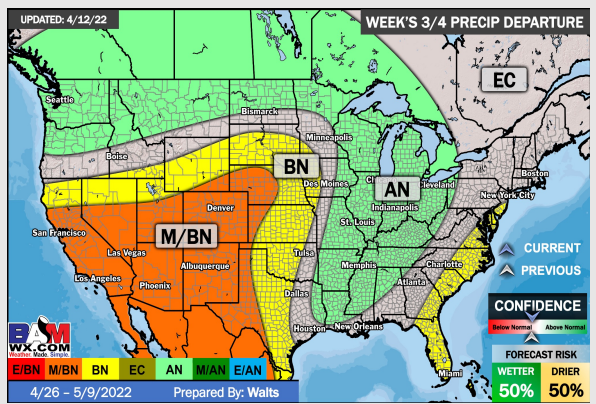 UPDATED: 4/12/22
WEEK'S 3/4 PRECIP DEPARTURE
EC
Seattle
Bismarck
Minneapolis
Boise
Boston
BN
Des Moines
AN
Cleveland
New York City
Indianapolis
Denver
St. Louis
San Francisco
M/BN
Las Vegas
Tulsa
Memphis
Charlotte
CURRENT
Los Angeles
Albuquerque
PREVIOUS
Phoenix
Dallas
Atlanta
CONFIDENCE
Houston
New Orleans
Below Normal
Above Normal
BAM
WX.COM
Weather. Made. Simple.
FORECAST RISK
E/BN M/BN BN EC AN M/AN E/AN
Miami
WETTER DRIER
50% 50%
4/26 – 5/9/2022 Prepared By: Walts